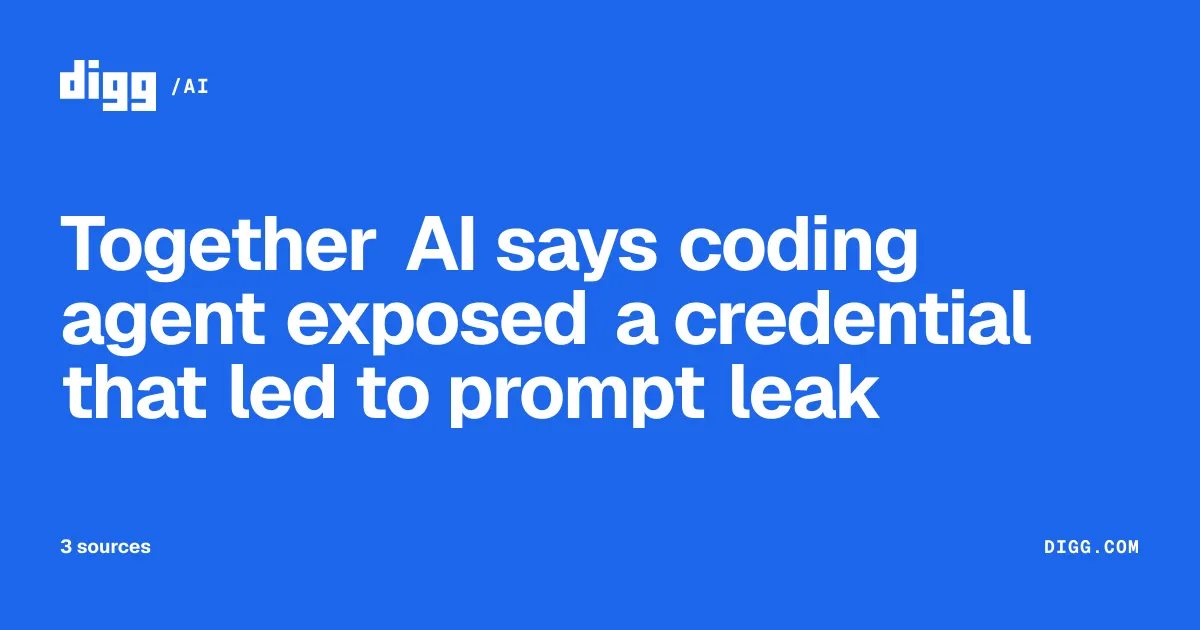 digg /AI
Together AI says coding
agent exposed a credential
that led to prompt leak
3 sources
DIGG.COM